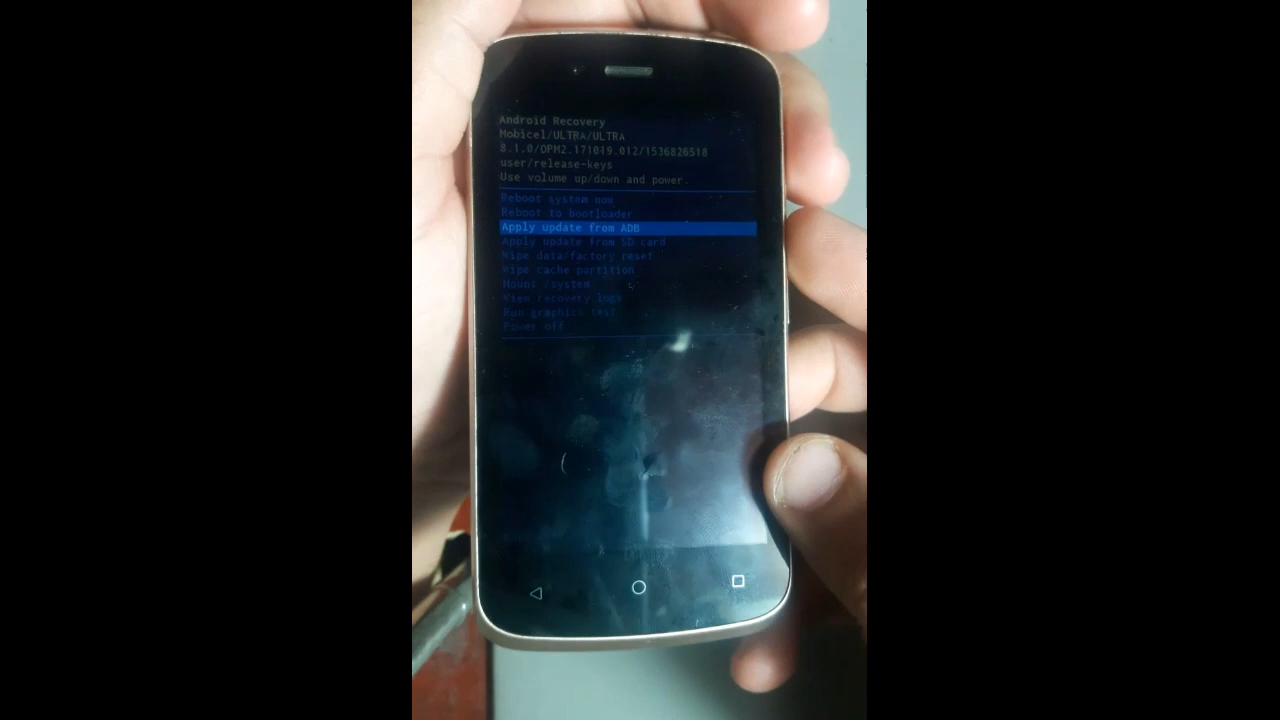 Android Recovery
Mobicel/ULTRA/ULTRA
8.1.0/OPM2.171019.012/1536826518
user/release-keys
Use volume up/down and power.
Reboot system now
Reboot to bootloader
Apply update from ADB
Apply update from SD card
Wipe data/factory reset
Wipe cache partition
Mount /system
View recovery logs
Run graphics test
Power off